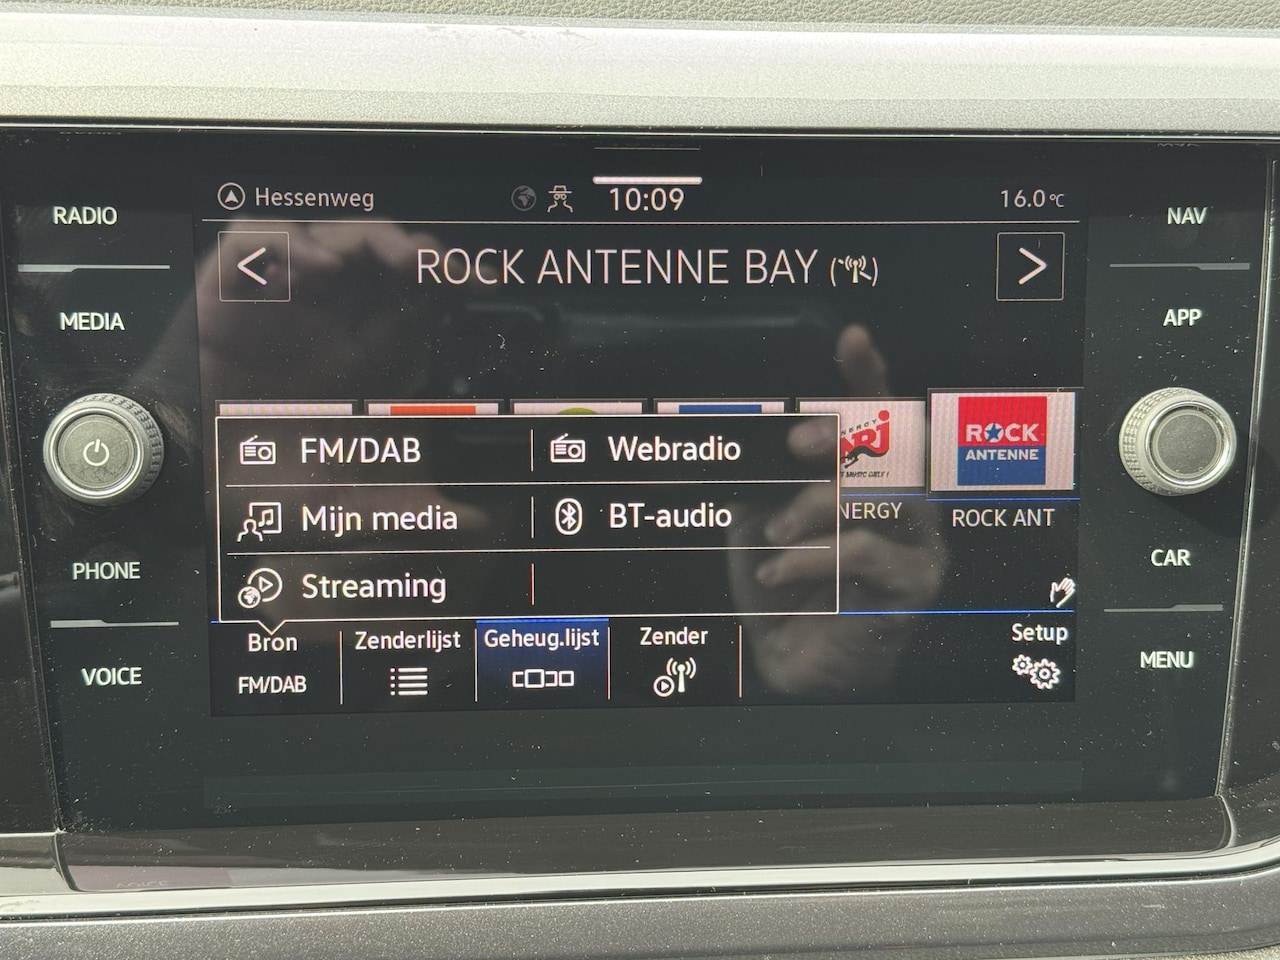 RADIO
MEDIA
PHONE
VOICE
Hessenweg
10:09
16.0 °C
ROCK ANTENNE BAY
FM/DAB
Webradio
Mijn media
BT-audio
Streaming
ROCK
ANTENNE
ROCK ANT
Bron
FM/DAB
Zenderlijst
Geheug.lijst
Zender
Setup
NAV
APP
CAR
MENU